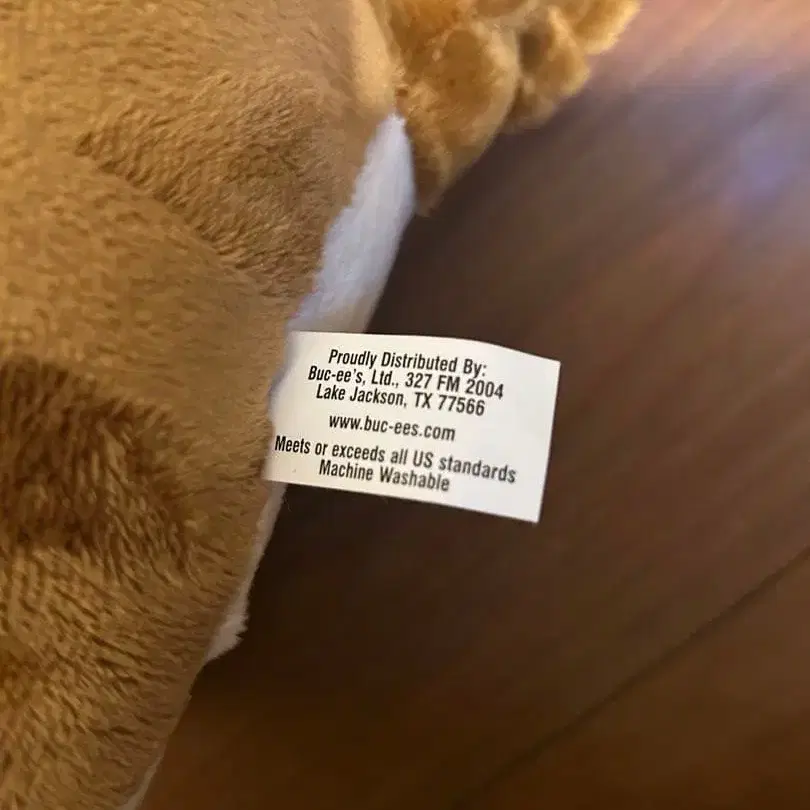 Proudly Distributed By:
Buc-ee's, Ltd., 327 FM 2004
Lake Jackson, TX 77566
www.buc-ees.com
Meets or exceeds all US standards
Machine Washable